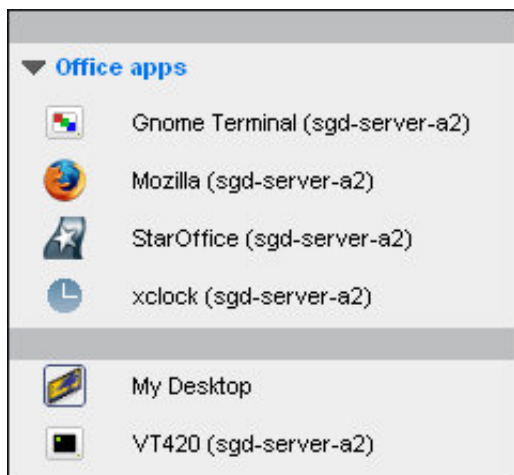 Office apps
Gnome Terminal (sgd-server-a2)
Mozilla (sgd-server-a2)
StarOffice (sgd-server-a2)
xclock (sgd-server-a2)
My Desktop
VT420 (sgd-server-a2)